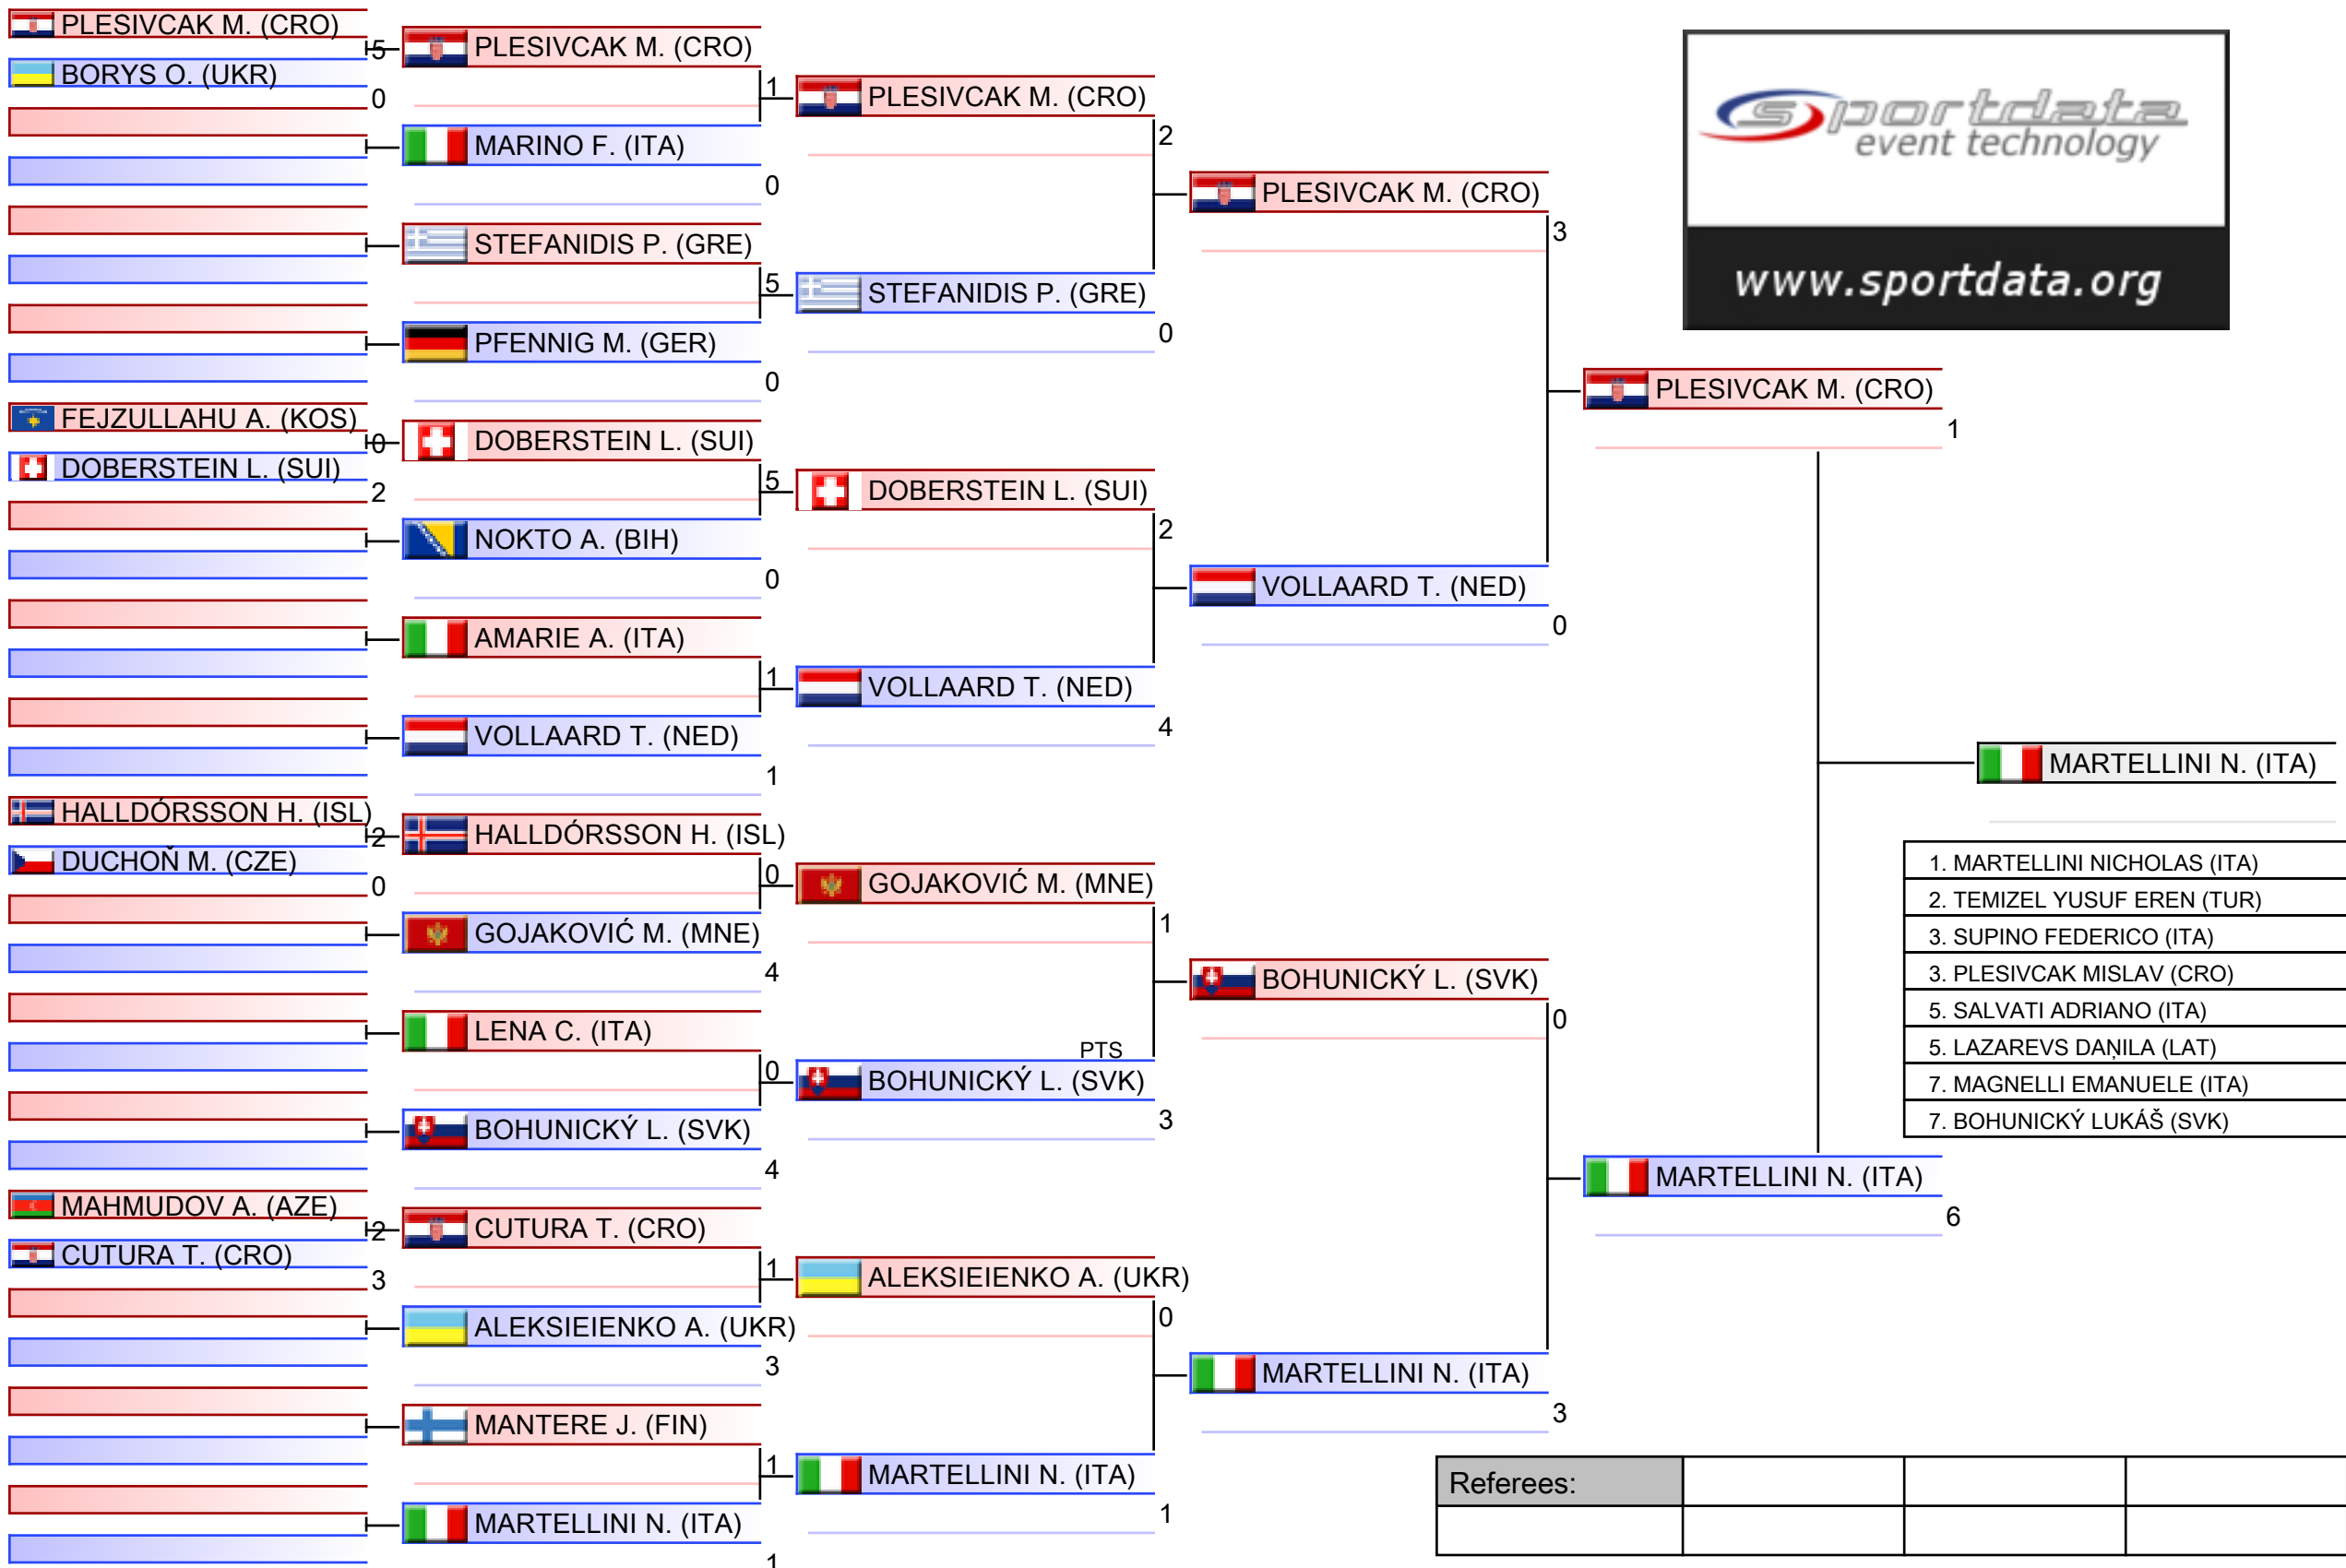 PLESIVCAK M. (CRO)
5
BORYS O. (UKR)
0
FEJZULLAHU A. (KOS)
0
DOBERSTEIN L. (SUI)
2
HALLDÓRSSON H. (ISL)
2
DUCHOŇ M. (CZE)
0
MAHMUDOV A. (AZE)
2
CUTURA T. (CRO)
3
PLESIVCAK M. (CRO)
1
MARINO F. (ITA)
0
STEFANIDIS P. (GRE)
5
PFENNIG M. (GER)
0
DOBERSTEIN L. (SUI)
5
NOKTO A. (BIH)
0
AMARIE A. (ITA)
1
VOLLAARD T. (NED)
1
HALLDÓRSSON H. (ISL)
0
GOJAKOVIĆ M. (MNE)
4
LENA C. (ITA)
0
BOHUNICKÝ L. (SVK)
4
CUTURA T. (CRO)
1
ALEKSIEIENKO A. (UKR)
3
MANTERE J. (FIN)
1
MARTELLINI N. (ITA)
1
PLESIVCAK M. (CRO)
2
STEFANIDIS P. (GRE)
0
DOBERSTEIN L. (SUI)
2
VOLLAARD T. (NED)
4
GOJAKOVIĆ M. (MNE)
1
PTS
BOHUNICKÝ L. (SVK)
3
ALEKSIEIENKO A. (UKR)
0
MARTELLINI N. (ITA)
1
PLESIVCAK M. (CRO)
3
VOLLAARD T. (NED)
0
BOHUNICKÝ L. (SVK)
0
MARTELLINI N. (ITA)
3
PLESIVCAK M. (CRO)
1
MARTELLINI N. (ITA)
6
MARTELLINI N. (ITA)
sportdata
event technology
www.sportdata.org
1. MARTELLINI NICHOLAS (ITA)
2. TEMIZEL YUSUF EREN (TUR)
3. SUPINO FEDERICO (ITA)
3. PLESIVCAK MISLAV (CRO)
5. SALVATI ADRIANO (ITA)
5. LAZAREVS DAŅILA (LAT)
7. MAGNELLI EMANUELE (ITA)
7. BOHUNICKÝ LUKÁŠ (SVK)
Referees: